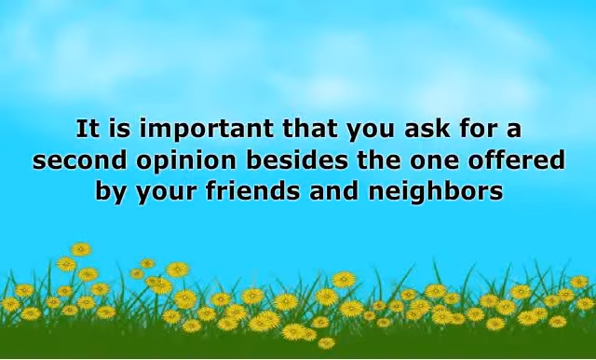 It is important that you ask for a
second opinion besides the one offered
by your friends and neighbors